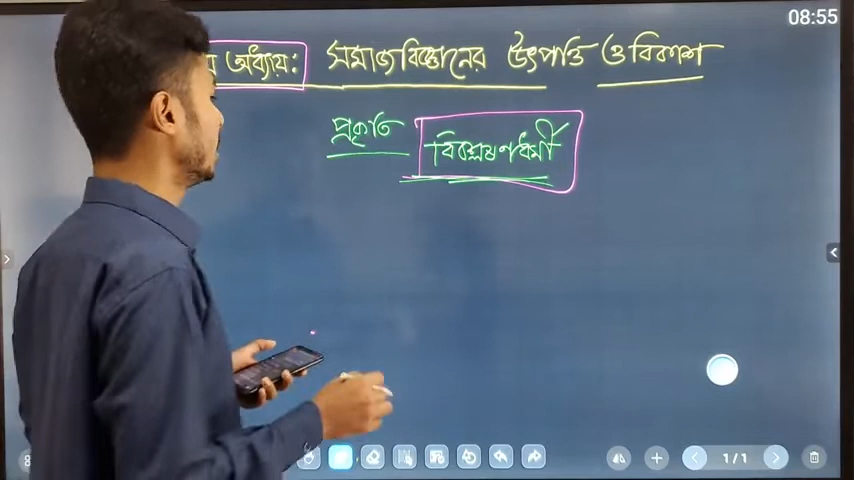 08:55
অধ্যায়: সমাজবিজ্ঞানের উৎপত্তি ও বিকাশ
প্রকৃতি বিশ্লেষণধর্মী
1/1